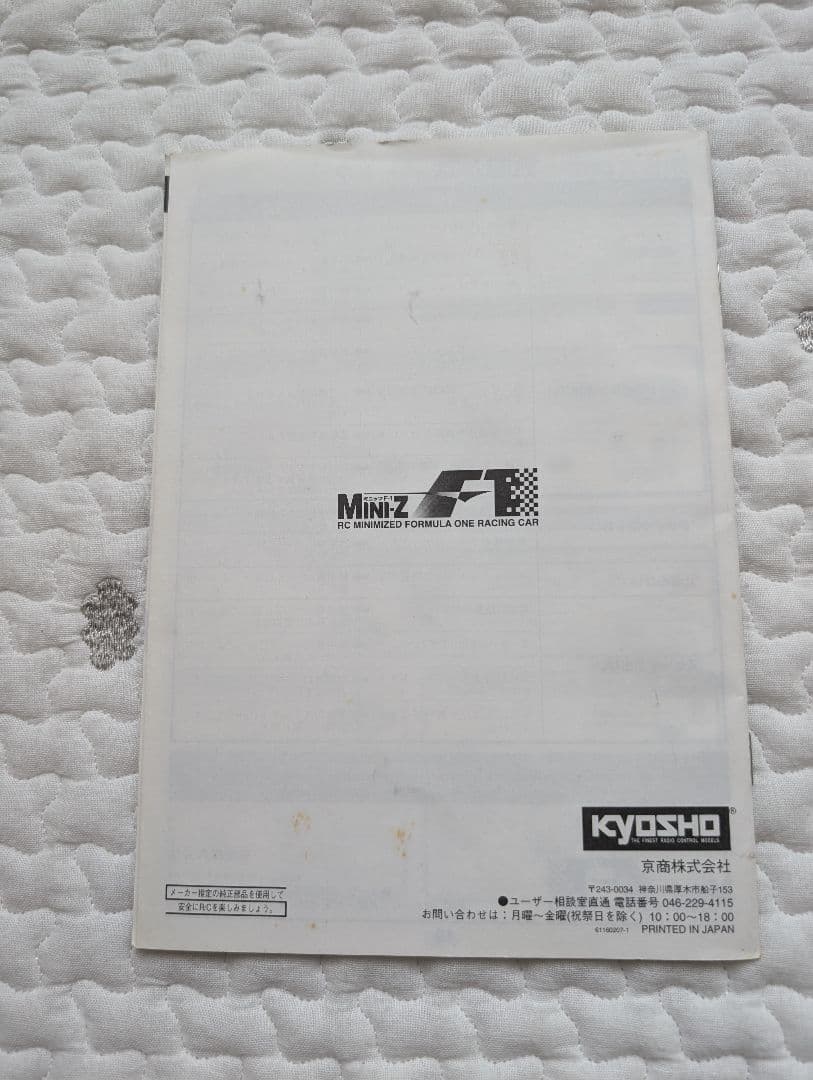 ミニッツF-1
MINI-Z F1
RC MINIMIZED FORMULA ONE RACING CAR
KYOSHO®
THE FINEST RADIO CONTROL MODELS
京商株式会社
〒243-0034 神奈川県厚木市船子153
●ユーザー相談室直通 電話番号 046-229-4115
お問い合わせは；月曜〜金曜(祝祭日を除く) 10：00〜18：00
61160207-1 PRINTED IN JAPAN
メーカー指定の純正部品を使用して
安全にR/Cを楽しみましょう。